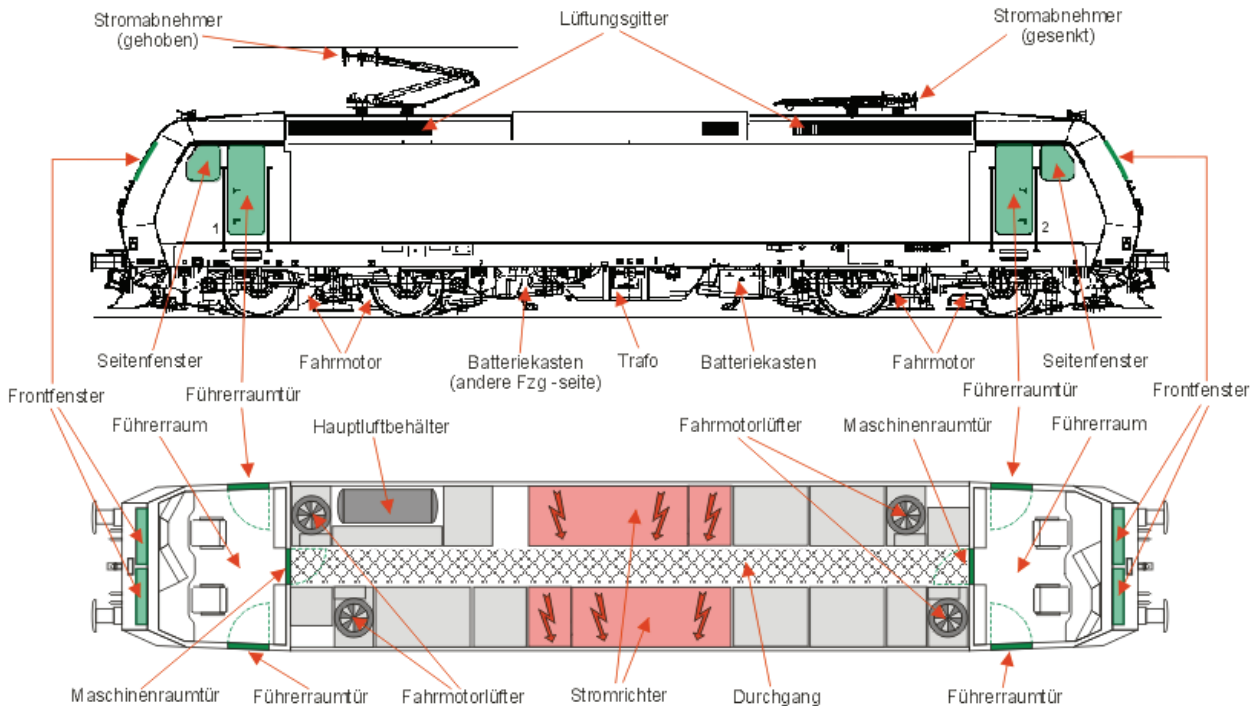 Stromabnehmer
(gehoben)
Lüftungsgitter
Stromabnehmer
(gesenkt)
1
2
Seitenfenster
Fahrmotor
Batteriekasten
(andere Fzg -seite)
Trafo
Batteriekasten
Fahrmotor
Seitenfenster
Frontfenster
Führerraumtür
Führerraumtür
Frontfenster
Führerraum
Hauptluftbehälter
Fahrmotorlüfter
Maschinenraumtür
Führerraum
Maschinenraumtür
Führerraumtür
Fahrmotorlüfter
Stromrichter
Durchgang
Führerraumtür